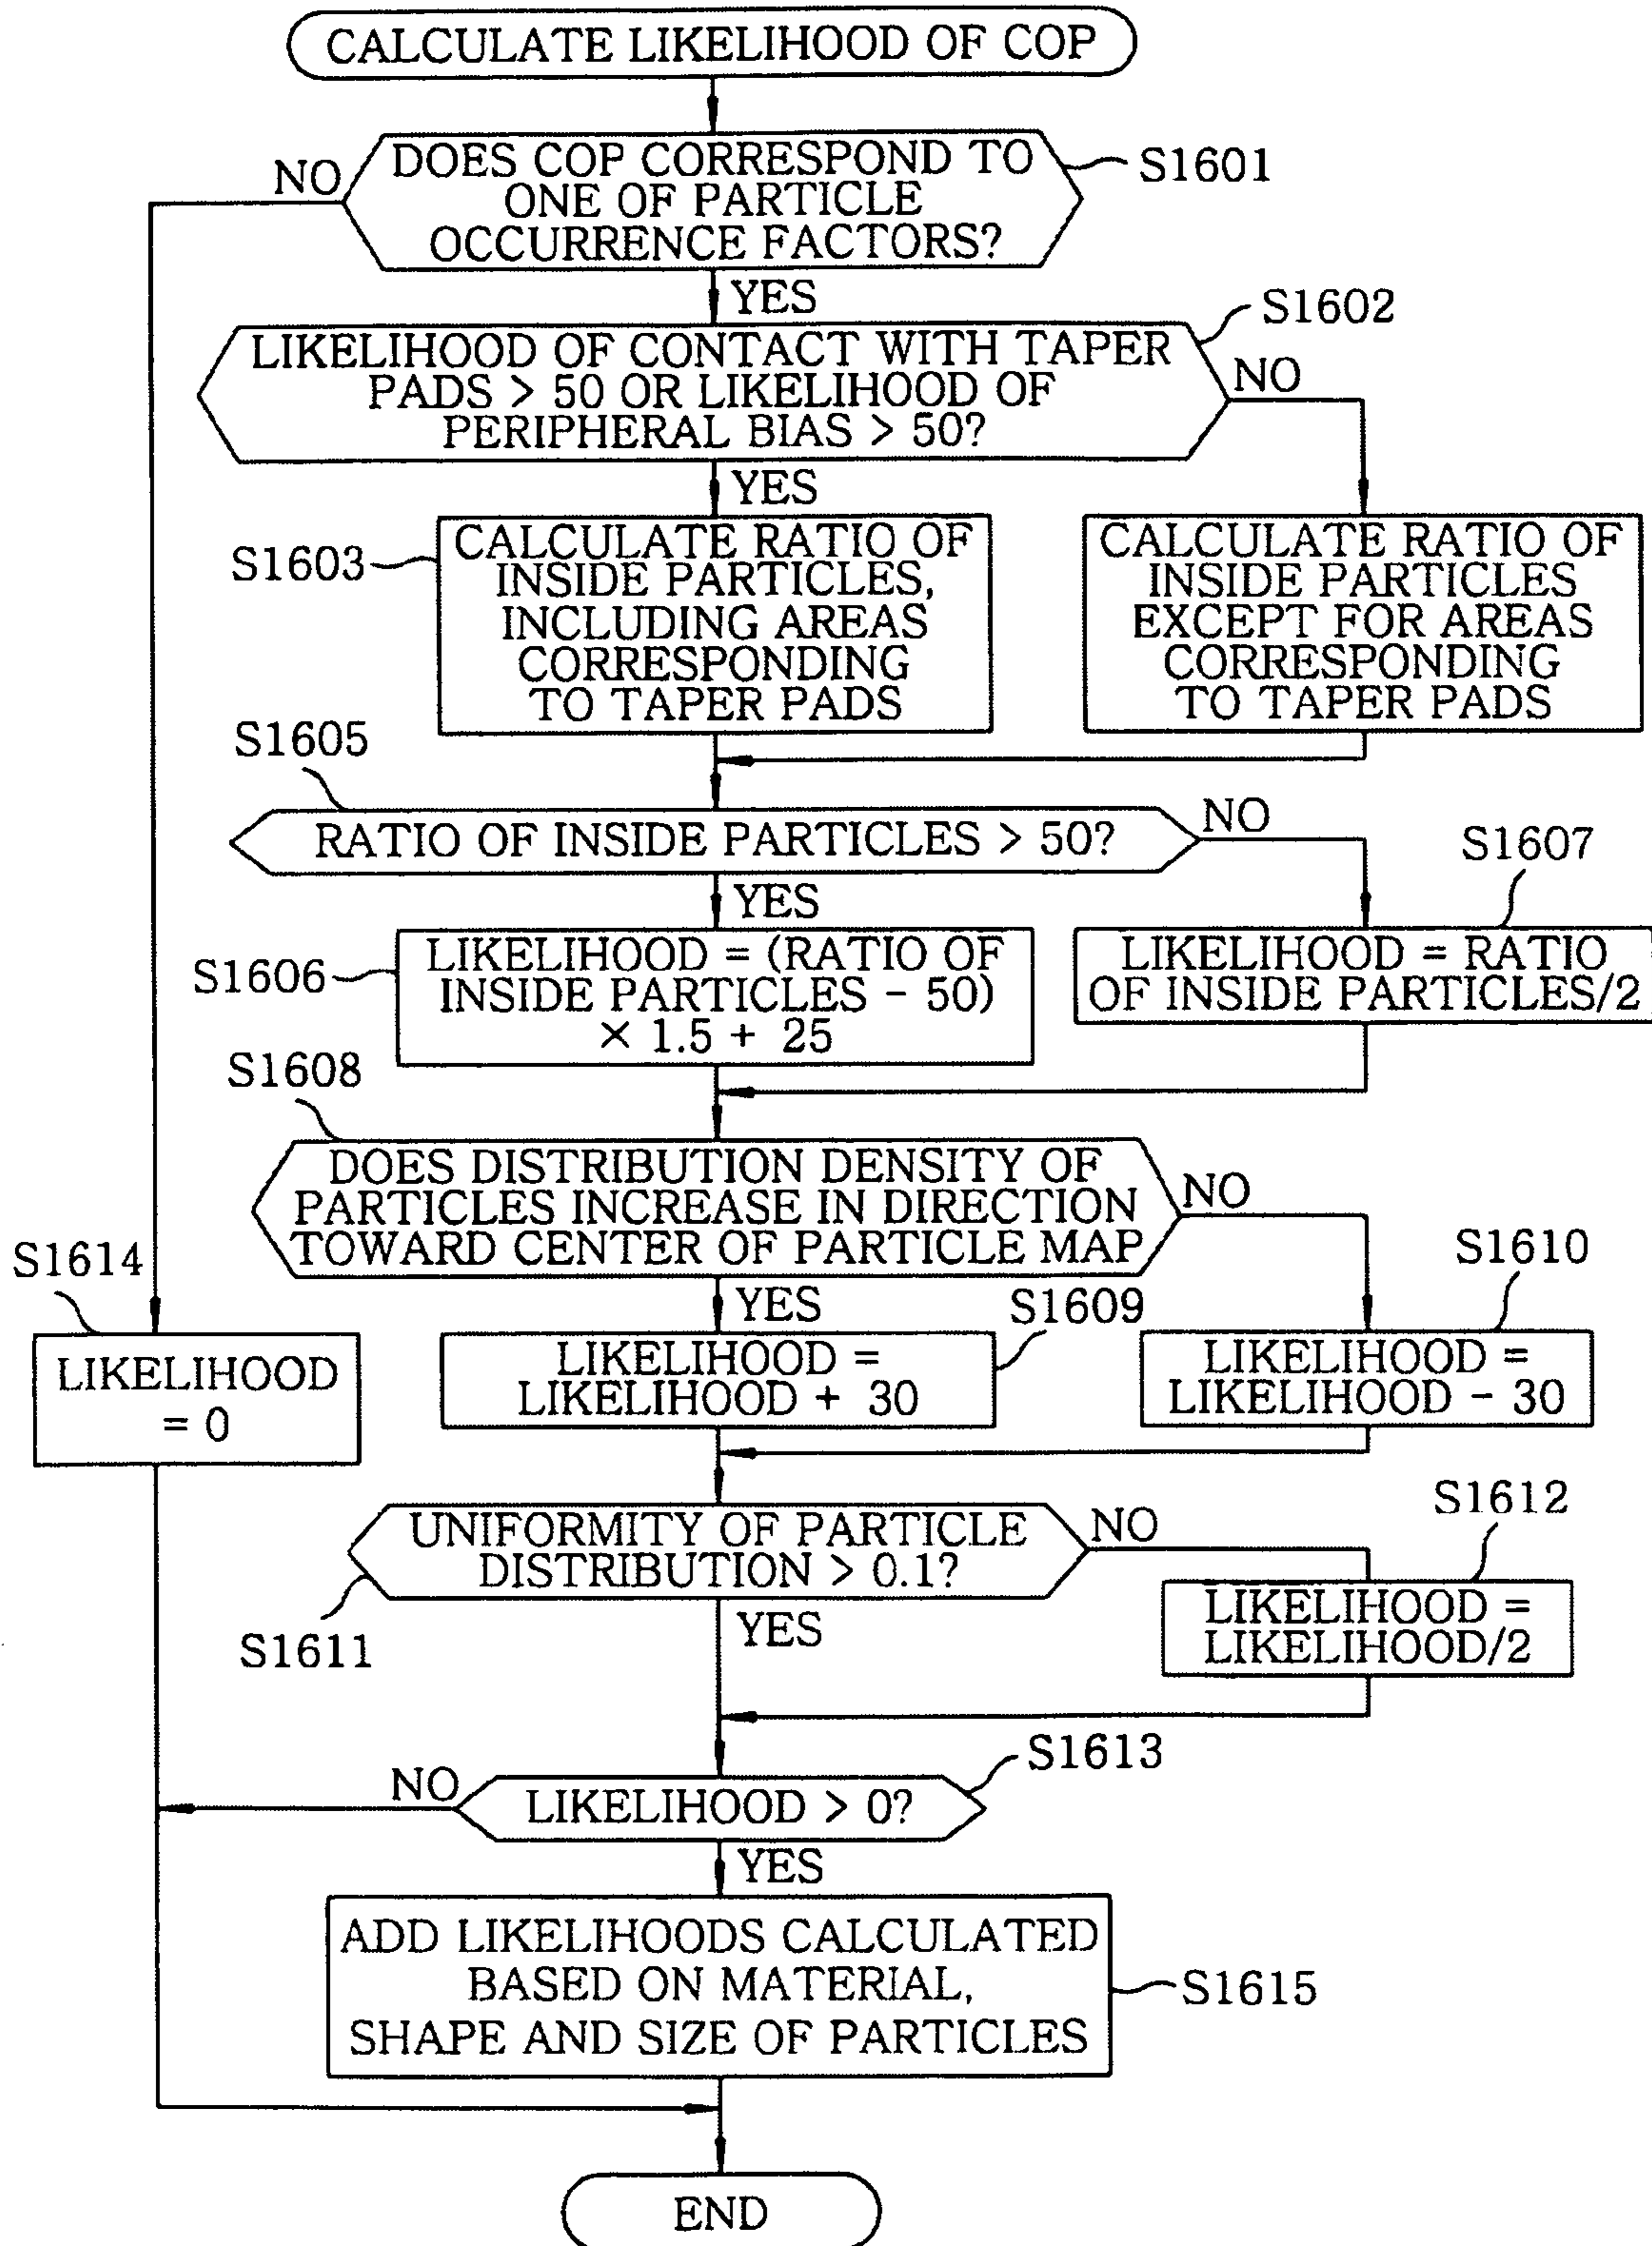 CALCULATE LIKELIHOOD OF COP
DOES COP CORRESPOND TO
ONE OF PARTICLE
OCCURRENCE FACTORS?
S1601
NO
YES
S1602
LIKELIHOOD OF CONTACT WITH TAPER
PADS > 50 OR LIKELIHOOD OF
PERIPHERAL BIAS > 50?
NO
YES
S1603
CALCULATE RATIO OF
INSIDE PARTICLES,
INCLUDING AREAS
CORRESPONDING
TO TAPER PADS
CALCULATE RATIO OF
INSIDE PARTICLES
EXCEPT FOR AREAS
CORRESPONDING
TO TAPER PADS
S1605
RATIO OF INSIDE PARTICLES > 50?
NO
YES
S1607
S1606
LIKELIHOOD = (RATIO OF
INSIDE PARTICLES - 50)
× 1.5 + 25
LIKELIHOOD = RATIO
OF INSIDE PARTICLES/2
S1608
DOES DISTRIBUTION DENSITY OF
PARTICLES INCREASE IN DIRECTION
TOWARD CENTER OF PARTICLE MAP
NO
YES
S1614
LIKELIHOOD
= 0
S1609
LIKELIHOOD =
LIKELIHOOD + 30
S1610
LIKELIHOOD =
LIKELIHOOD - 30
UNIFORMITY OF PARTICLE
DISTRIBUTION > 0.1?
S1611
NO
YES
S1612
LIKELIHOOD =
LIKELIHOOD/2
S1613
LIKELIHOOD > 0?
NO
YES
ADD LIKELIHOODS CALCULATED
BASED ON MATERIAL,
SHAPE AND SIZE OF PARTICLES
S1615
END